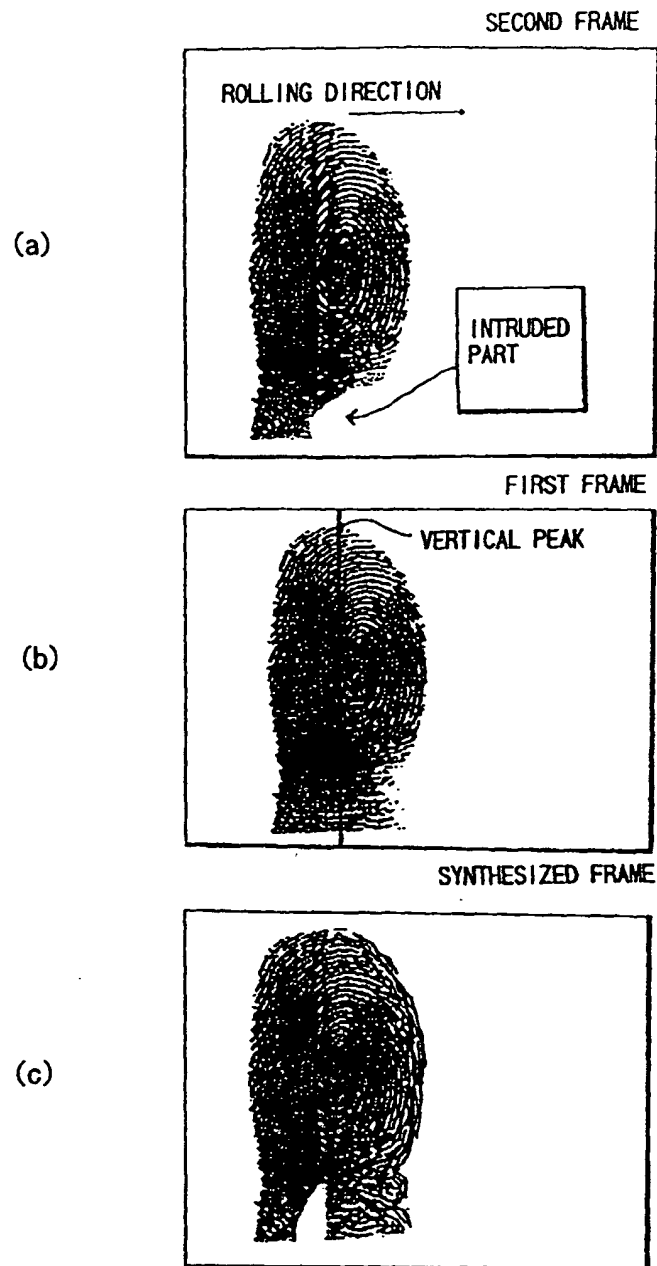 SECOND FRAME
ROLLING DIRECTION
(a)
INTRUDED
PART
FIRST FRAME
VERTICAL PEAK
(b)
SYNTHESIZED FRAME
(c)